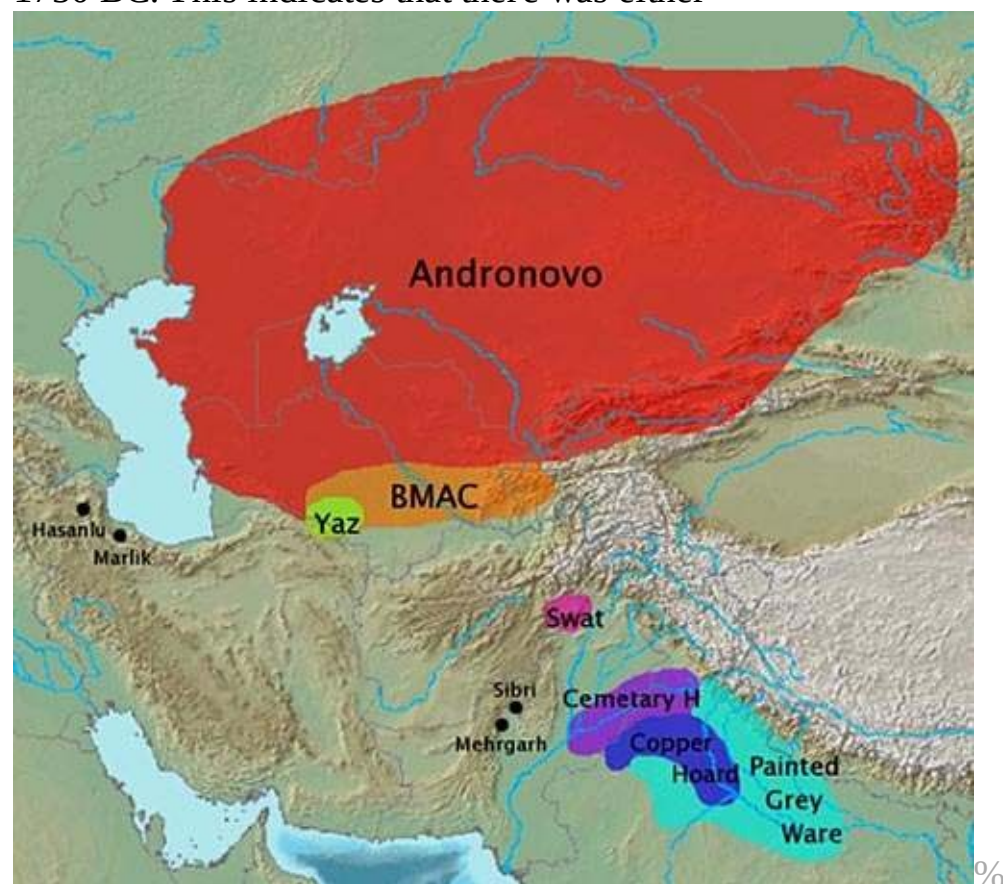 1750 BC. This indicates that there was either
Andronovo
BMAC
Yaz
Hasanlu
Marlik
Swat
Sibri
Cemetary H
Mehrgarh
Copper
Hoard
Painted
Grey
Ware
%